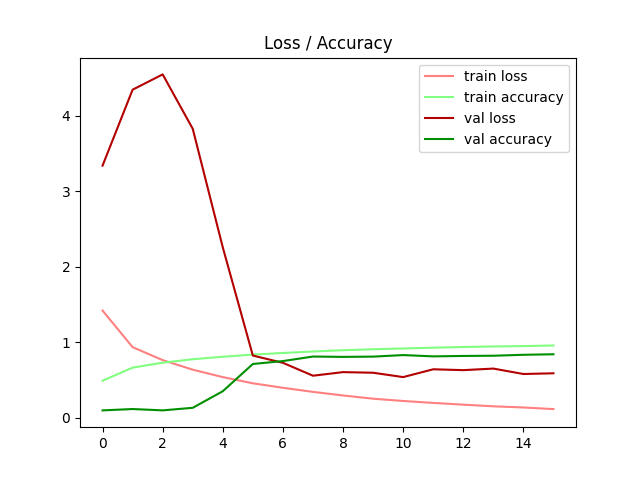 Loss / Accuracy
train loss
train accuracy
val loss
val accuracy
4
3
2
1
0
0 2 4 6 8 10 12 14